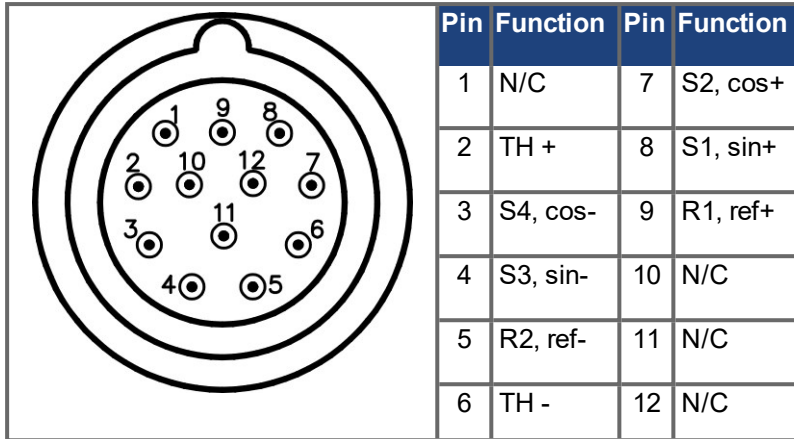 1 9 8
2 10 12 7
11
3 6
4 5
Pin Function Pin Function
1 N/C 7 S2, cos+
2 TH + 8 S1, sin+
3 S4, cos- 9 R1, ref+
4 S3, sin- 10 N/C
5 R2, ref- 11 N/C
6 TH - 12 N/C